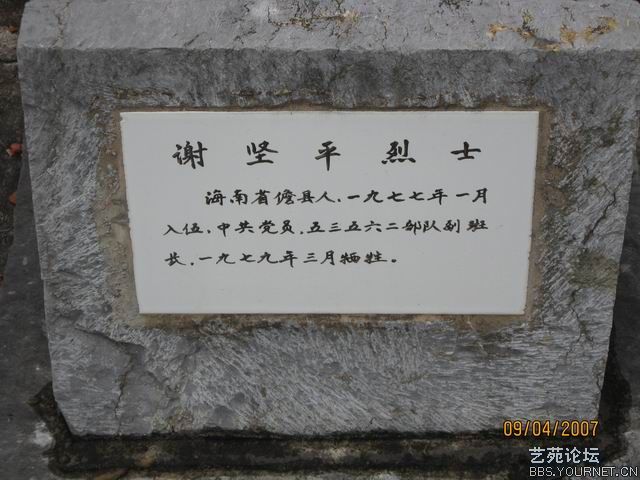 谢坚平烈士
海南省儋县人.一九七七年一月
入伍.中共党员.五三五六二部队副班
长.一九七九年三月牺牲。
09/04/2007
艺苑论坛
BBS.YOURNET.CN